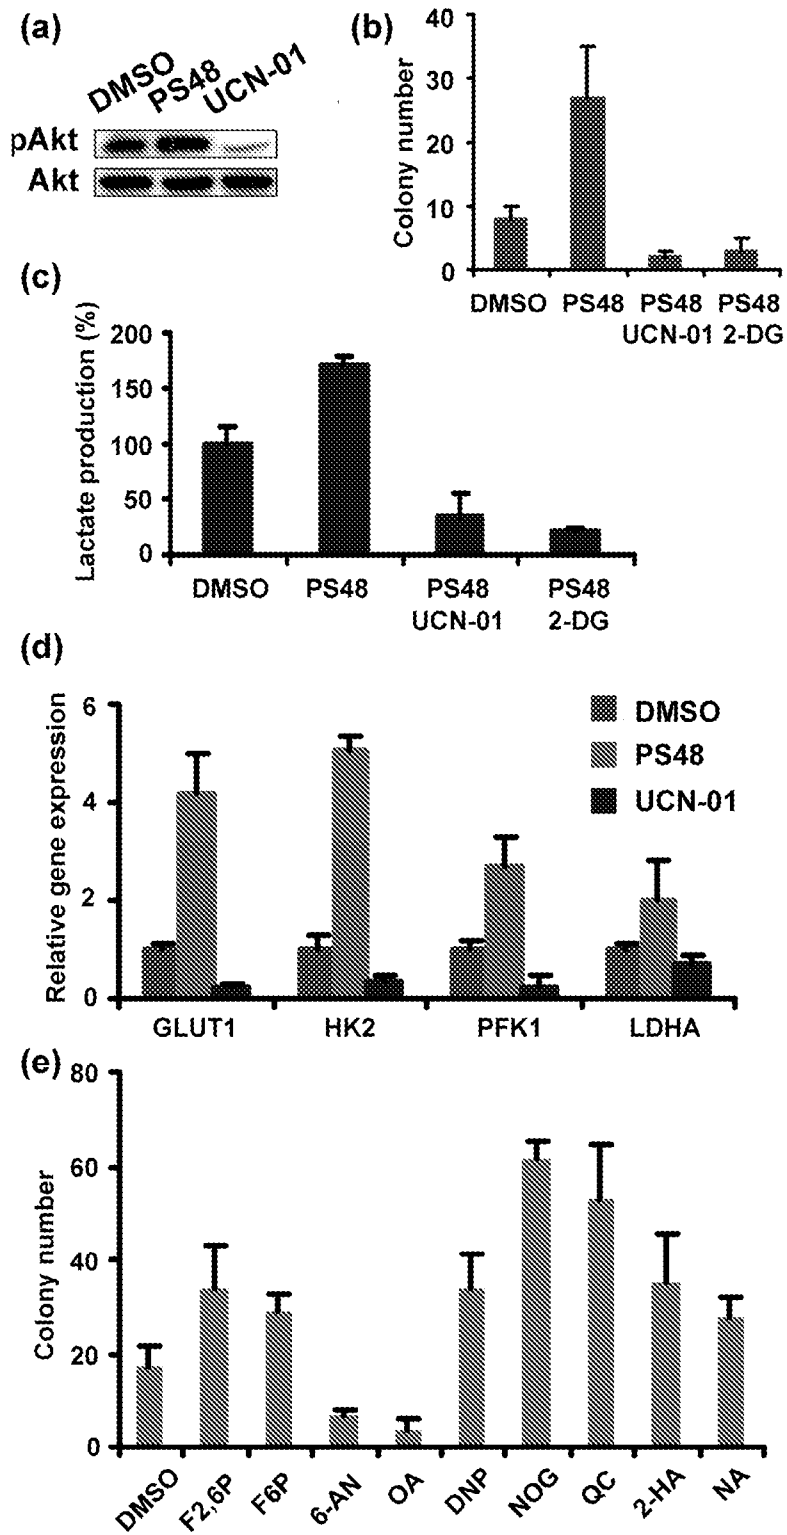 (a)
DMSO
PS48
UCN-01
pAkt
Akt
(b)
Colony number
40
30
20
10
0
DMSO PS48 PS48 PS48
UCN-01 2-DG
(c)
Lactate production (%)
200
150
100
50
0
DMSO PS48 PS48 PS48
UCN-01 2-DG
(d)
Relative gene expression
6
4
2
0
DMSO
PS48
UCN-01
GLUT1 HK2 PFK1 LDHA
(e)
Colony number
80
60
40
20
0
DMSO F2,6P F6P 6-AN OA DNP NOG QC 2-HA NA